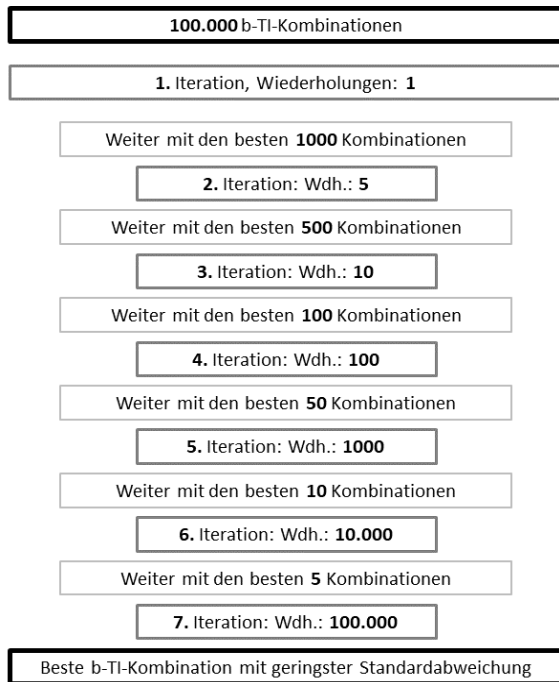 100.000 b-TI-Kombinationen
1. Iteration, Wiederholungen: 1
Weiter mit den besten 1000 Kombinationen
2. Iteration: Wdh.: 5
Weiter mit den besten 500 Kombinationen
3. Iteration: Wdh.: 10
Weiter mit den besten 100 Kombinationen
4. Iteration: Wdh.: 100
Weiter mit den besten 50 Kombinationen
5. Iteration: Wdh.: 1000
Weiter mit den besten 10 Kombinationen
6. Iteration: Wdh.: 10.000
Weiter mit den besten 5 Kombinationen
7. Iteration: Wdh.: 100.000
Beste b-TI-Kombination mit geringster Standardabweichung